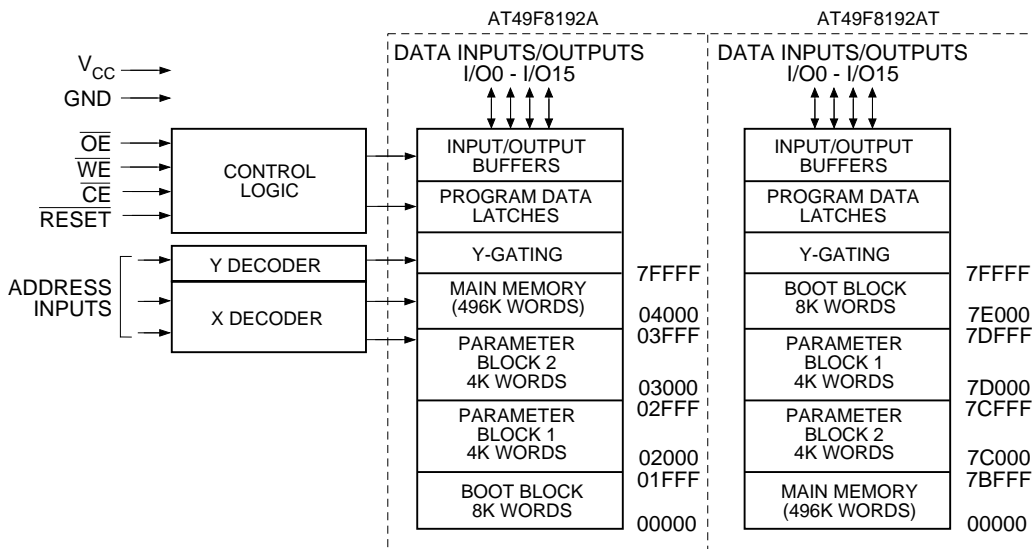 AT49F8192A
AT49F8192AT
V_CC
GND
OE
WE
CE
RESET
ADDRESS
INPUTS
CONTROL
LOGIC
Y DECODER
X DECODER
DATA INPUTS/OUTPUTS
I/O0 - I/O15
INPUT/OUTPUT
BUFFERS
PROGRAM DATA
LATCHES
Y-GATING
MAIN MEMORY
(496K WORDS)
PARAMETER
BLOCK 2
4K WORDS
PARAMETER
BLOCK 1
4K WORDS
BOOT BLOCK
8K WORDS
7FFFF
04000
03FFF
03000
02FFF
02000
01FFF
00000
DATA INPUTS/OUTPUTS
I/O0 - I/O15
INPUT/OUTPUT
BUFFERS
PROGRAM DATA
LATCHES
Y-GATING
BOOT BLOCK
8K WORDS
PARAMETER
BLOCK 1
4K WORDS
PARAMETER
BLOCK 2
4K WORDS
MAIN MEMORY
(496K WORDS)
7FFFF
7E000
7DFFF
7D000
7CFFF
7C000
7BFFF
00000